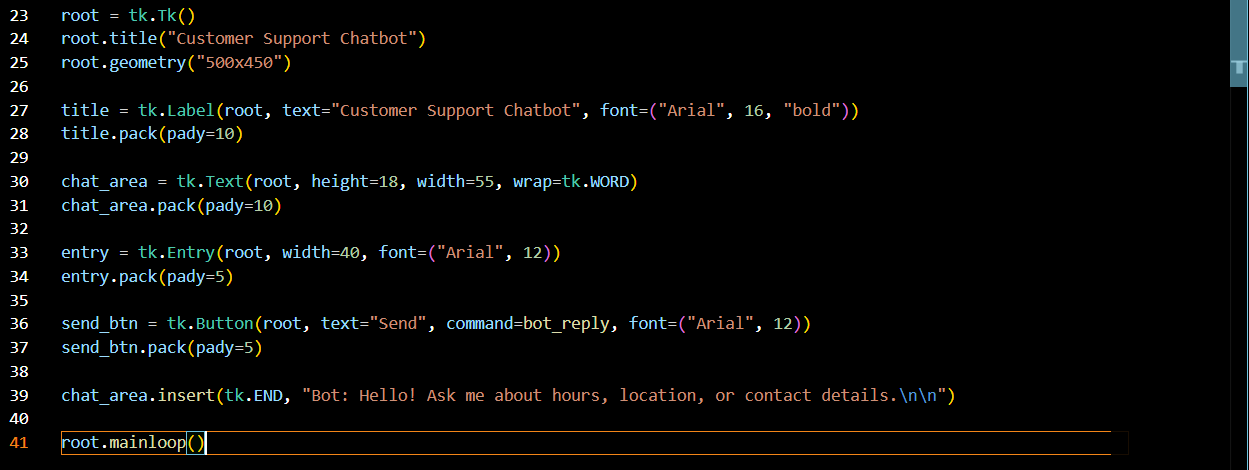 23 root = tk.Tk()
24 root.title("Customer Support Chatbot")
25 root.geometry("500x450")
26
27 title = tk.Label(root, text="Customer Support Chatbot", font=("Arial", 16, "bold"))
28 title.pack(pady=10)
29
30 chat_area = tk.Text(root, height=18, width=55, wrap=tk.WORD)
31 chat_area.pack(pady=10)
32
33 entry = tk.Entry(root, width=40, font=("Arial", 12))
34 entry.pack(pady=5)
35
36 send_btn = tk.Button(root, text="Send", command=bot_reply, font=("Arial", 12))
37 send_btn.pack(pady=5)
38
39 chat_area.insert(tk.END, "Bot: Hello! Ask me about hours, location, or contact details.\n\n")
40
41 root.mainloop()